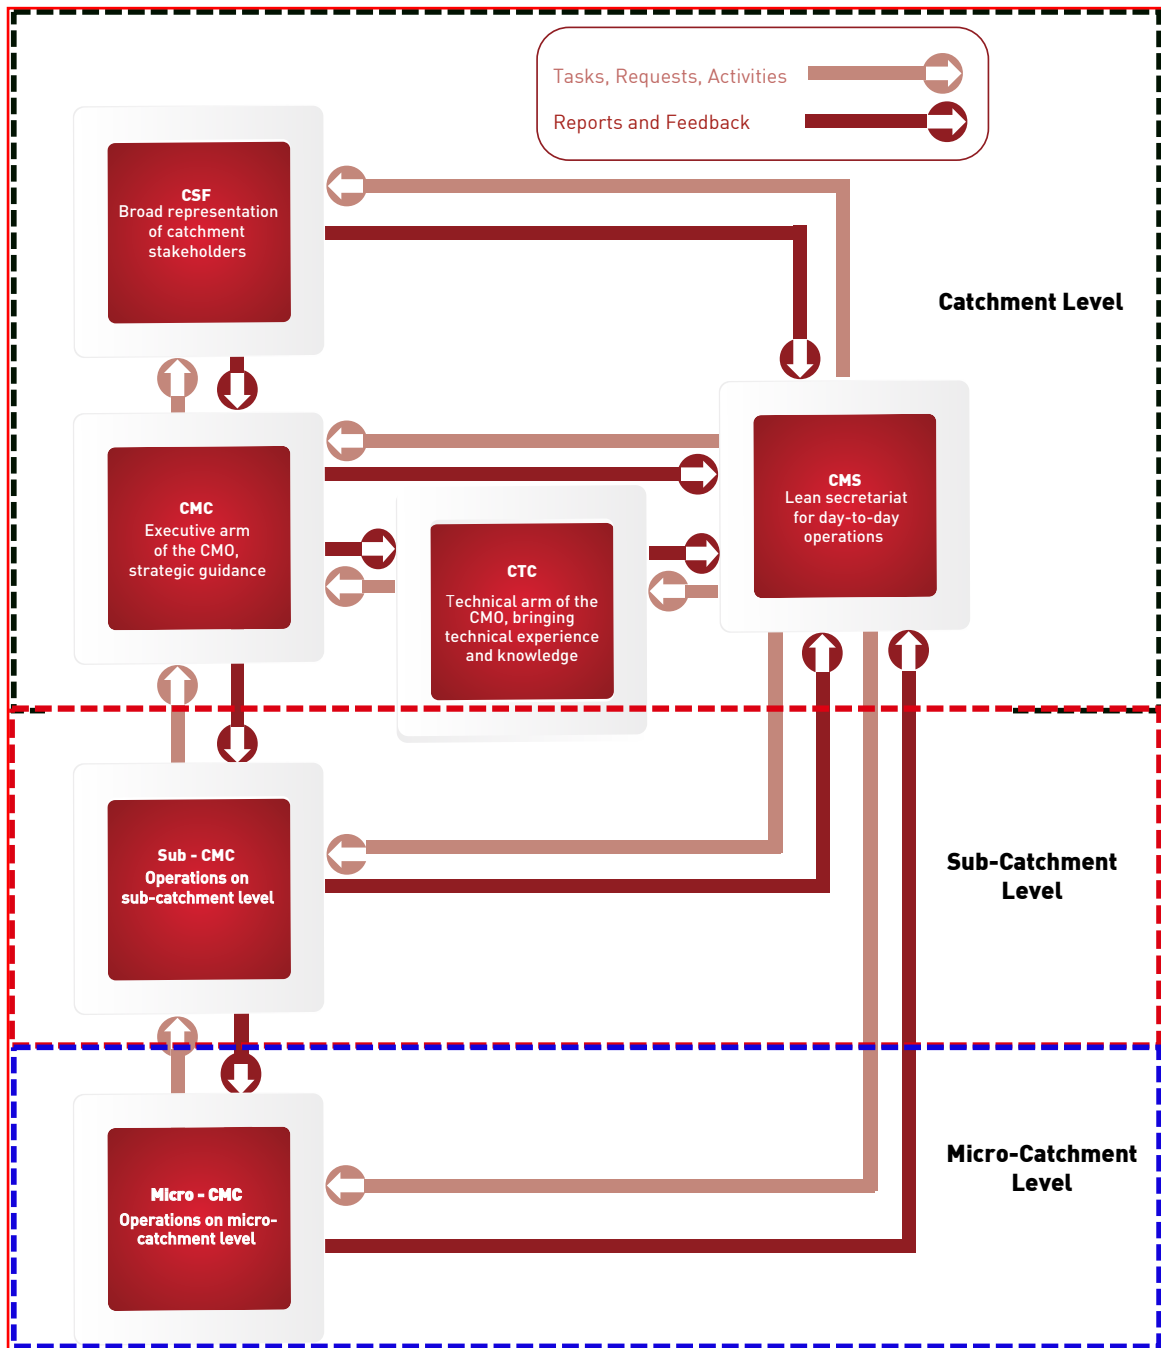 Tasks, Requests, Activities
Reports and Feedback
CSF
Broad representation
of catchment
stakeholders
Catchment Level
CMC
Executive arm
of the CMO,
strategic guidance
CTC
Technical arm of the
CMO, bringing
technical experience
and knowledge
CMS
Lean secretariat
for day-to-day
operations
Sub - CMC
Operations on
sub-catchment level
Sub-Catchment
Level
Micro - CMC
Operations on micro-
catchment level
Micro-Catchment
Level